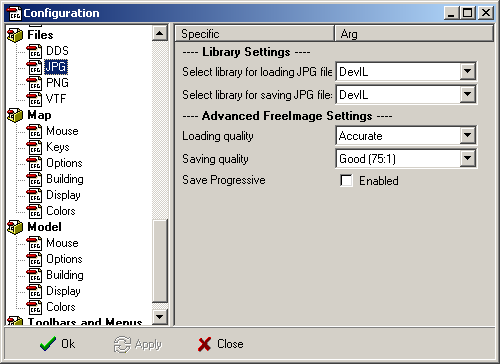 Configuration
Files
DDS
JPG
PNG
VTF
Map
Mouse
Keys
Options
Building
Display
Colors
Model
Mouse
Options
Building
Display
Colors
Toolbars and Menus
Specific Arg
---- Library Settings ----
Select library for loading JPG file DevIL
Select library for saving JPG file: DevIL
---- Advanced FreeImage Settings ----
Loading quality Accurate
Saving quality Good (75:1)
Save Progressive Enabled
Ok Apply Close